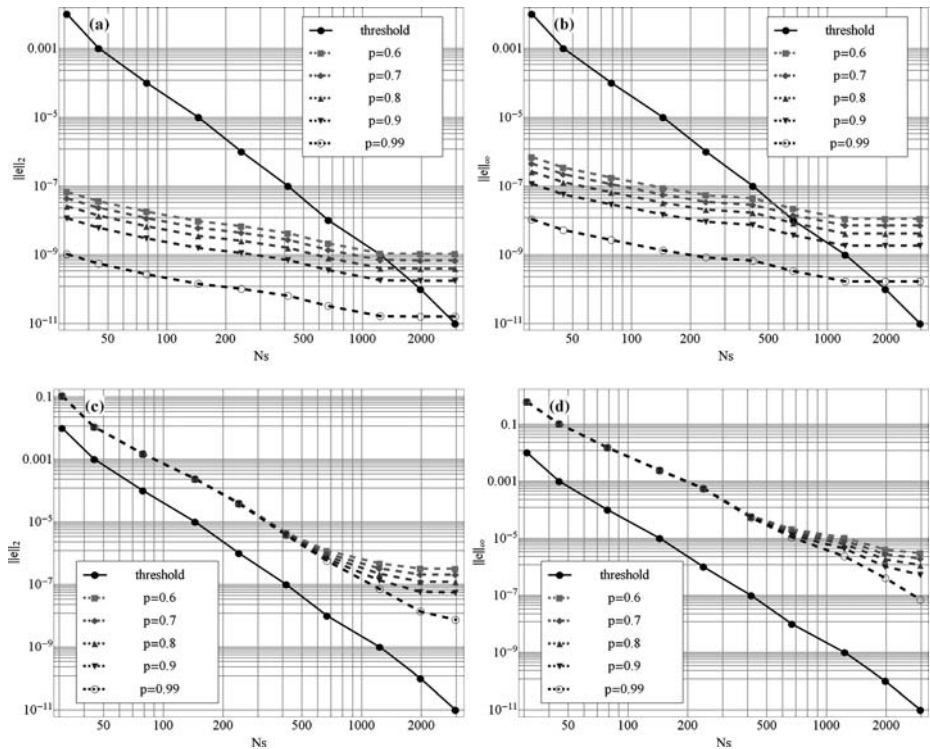 (a)
threshold
p=0.6
p=0.7
p=0.8
p=0.9
p=0.99
0.001
10⁻⁵
10⁻⁷
10⁻⁹
10⁻¹¹
||e||₂
50 100 200 500 1000 2000
Ns
(b)
threshold
p=0.6
p=0.7
p=0.8
p=0.9
p=0.99
0.001
10⁻⁵
10⁻⁷
10⁻⁹
10⁻¹¹
||e||∞
50 100 200 500 1000 2000
Ns
(c)
0.1
0.001
10⁻⁵
10⁻⁷
10⁻⁹
10⁻¹¹
||e||₂
threshold
p=0.6
p=0.7
p=0.8
p=0.9
p=0.99
50 100 200 500 1000 2000
Ns
(d)
0.1
0.001
10⁻⁵
10⁻⁷
10⁻⁹
10⁻¹¹
||e||∞
threshold
p=0.6
p=0.7
p=0.8
p=0.9
p=0.99
50 100 200 500 1000 2000
Ns